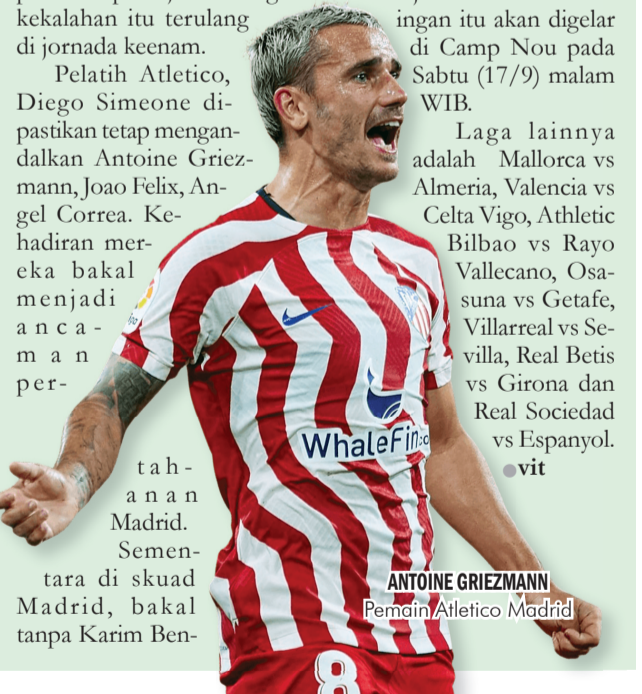 kekalahan itu terulang
di jornada keenam.
Pelatih Atletico,
Diego Simeone di-
pastikan tetap mengan-
dalkan Antoine Griez-
mann, Joao Felix, An-
gel Correa. Ke-
hadiran mer-
eka bakal
menjadi
anca-
man
per-
tah-
anan
Madrid.
Semen-
tara di skuad
Madrid, bakal
tanpa Karim Ben-
ingan itu akan digelar
di Camp Nou pada
Sabtu (17/9) malam
WIB.
Laga lainnya
adalah Mallorca vs
Almeria, Valencia vs
Celta Vigo, Athletic
Bilbao vs Rayo
Vallecano, Osa-
suna vs Getafe,
Villarreal vs Se-
villa, Real Betis
vs Girona dan
Real Sociedad
vs Espanyol.
●vit
WhaleFin
8
ANTOINE GRIEZMANN
Pemain Atletico Madrid